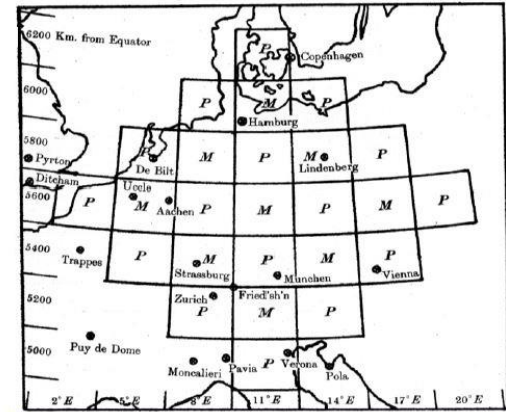 6200 Km. from Equator
P
Copenhagen
6000
P M P
Hamburg
5800
P M P M P
Pyrton De Bilt Lindenberg
Ditcham Uccle
5600
P M Aachen P M P M P P
5400
Trappes P M P M P
Strassburg Munchen Vienna
Zurich Fried'sh'n
5200
P M P
Puy de Dome
5000
P Verona
Moncalieri Pavia Pola
2° E 5° E 8° E 11° E 14° E 17° E 20° E